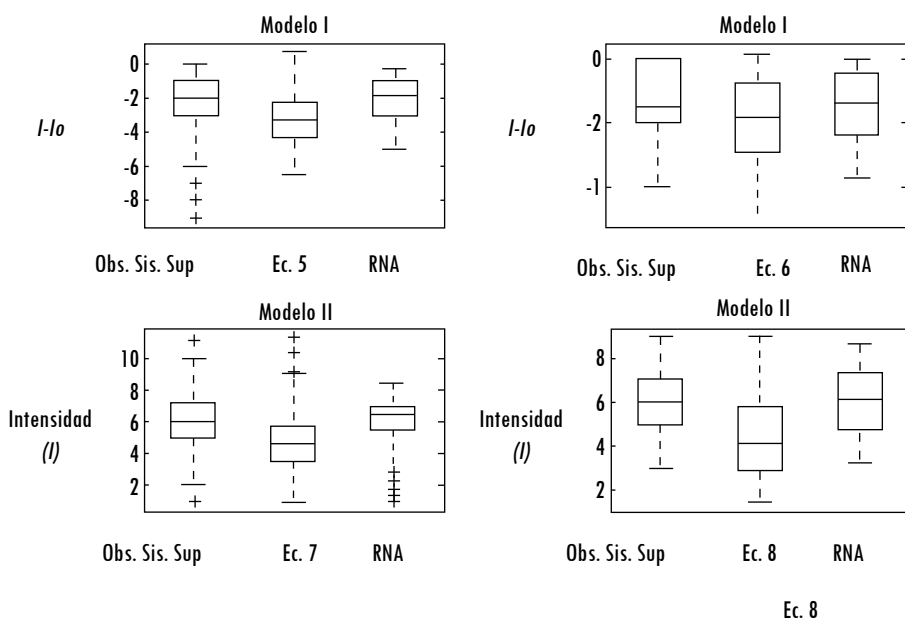 Modelo I
0
-2
-4
-6
-8
I-Io
Obs. Sis. Sup Ec. 5 RNA
Modelo I
0
-2
-1
I-Io
Obs. Sis. Sup Ec. 6 RNA
Modelo II
10
8
6
4
2
Intensidad
(I)
Obs. Sis. Sup Ec. 7 RNA
Modelo II
8
6
4
2
Intensidad
(I)
Obs. Sis. Sup Ec. 8 RNA
Ec. 8